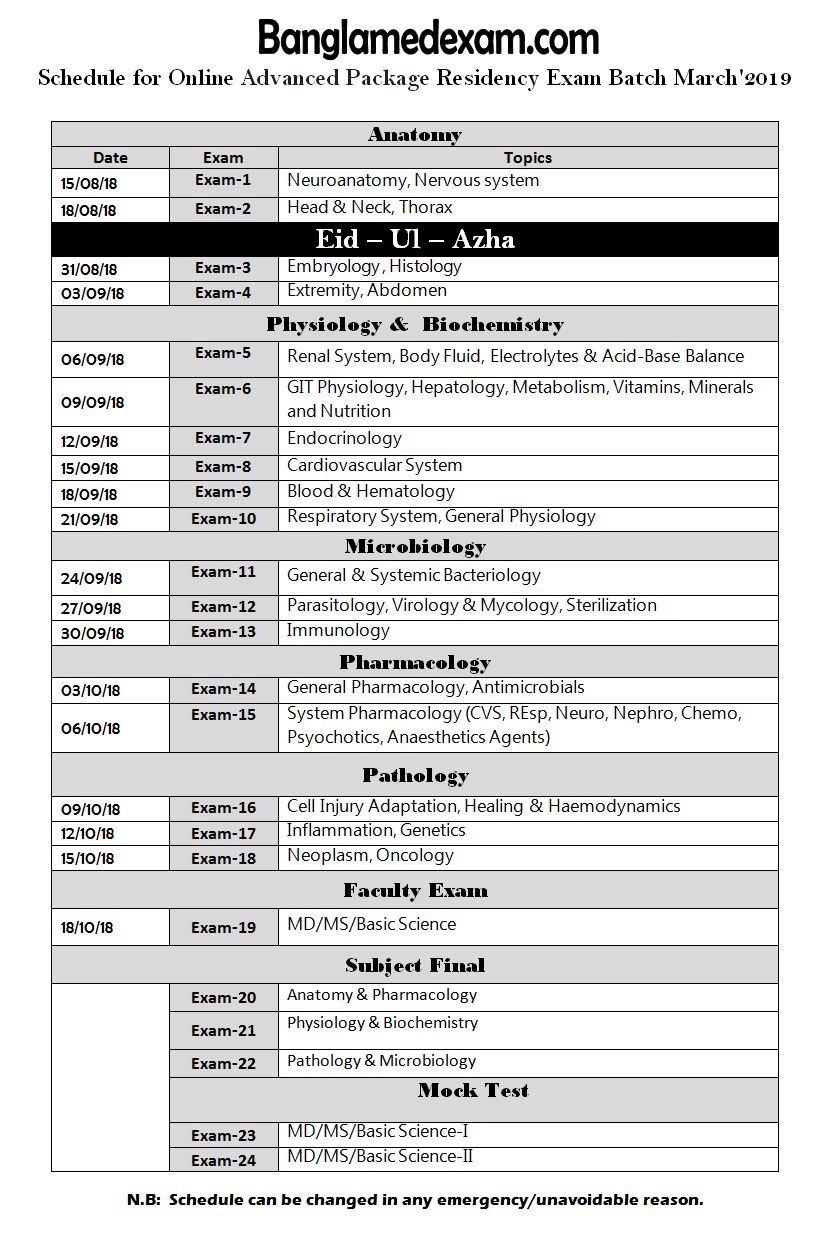 Banglamedexam.com
Schedule for Online Advanced Package Residency Exam Batch March'2019
Anatomy
Date Exam Topics
15/08/18 Exam-1 Neuroanatomy, Nervous system
18/08/18 Exam-2 Head & Neck, Thorax
Eid – Ul – Azha
31/08/18 Exam-3 Embryology, Histology
03/09/18 Exam-4 Extremity, Abdomen
Physiology & Biochemistry
06/09/18 Exam-5 Renal System, Body Fluid, Electrolytes & Acid-Base Balance
09/09/18 Exam-6 GIT Physiology, Hepatology, Metabolism, Vitamins, Minerals
and Nutrition
12/09/18 Exam-7 Endocrinology
15/09/18 Exam-8 Cardiovascular System
18/09/18 Exam-9 Blood & Hematology
21/09/18 Exam-10 Respiratory System, General Physiology
Microbiology
24/09/18 Exam-11 General & Systemic Bacteriology
27/09/18 Exam-12 Parasitology, Virology & Mycology, Sterilization
30/09/18 Exam-13 Immunology
Pharmacology
03/10/18 Exam-14 General Pharmacology, Antimicrobials
06/10/18 Exam-15 System Pharmacology (CVS, REsp, Neuro, Nephro, Chemo,
Psyochotics, Anaesthetics Agents)
Pathology
09/10/18 Exam-16 Cell Injury Adaptation, Healing & Haemodynamics
12/10/18 Exam-17 Inflammation, Genetics
15/10/18 Exam-18 Neoplasm, Oncology
Faculty Exam
18/10/18 Exam-19 MD/MS/Basic Science
Subject Final
Exam-20 Anatomy & Pharmacology
Exam-21 Physiology & Biochemistry
Exam-22 Pathology & Microbiology
Mock Test
Exam-23 MD/MS/Basic Science-I
Exam-24 MD/MS/Basic Science-II
N.B: Schedule can be changed in any emergency/unavoidable reason.